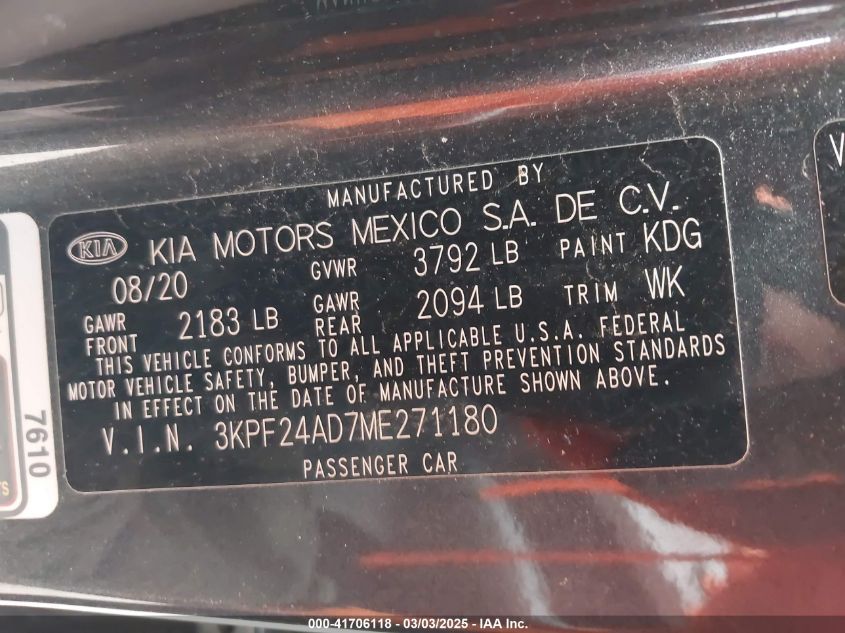 MANUFACTURED BY
KIA KIA MOTORS MEXICO S.A. DE C.V.
08/20 GVWR 3792 LB PAINT KDG
GAWR FRONT 2183 LB GAWR REAR 2094 LB TRIM WK
THIS VEHICLE CONFORMS TO ALL APPLICABLE U.S.A. FEDERAL
MOTOR VEHICLE SAFETY, BUMPER, AND THEFT PREVENTION STANDARDS
IN EFFECT ON THE DATE OF MANUFACTURE SHOWN ABOVE.
V.I.N. 3KPF24AD7ME271180
PASSENGER CAR
7610
V
000-41706118 - 03/03/2025 - IAA Inc.